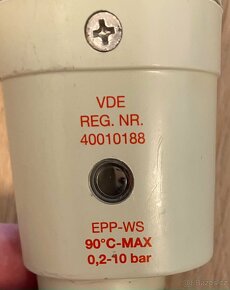 VDE
REG. NR.
40010188
EPP-WS
90°C-MAX
0,2-10 bar